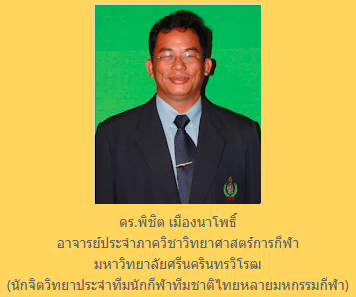 ดร.พิชิต เมืองนาโพธิ์
อาจารย์ประจำภาควิชาวิทยาศาสตร์การกีฬา
มหาวิทยาลัยศรีนครินทรวิโรฒ
(นักจิตวิทยาประจำทีมนักกีฬาทีมชาติไทยหลายมหกรรมกีฬา)